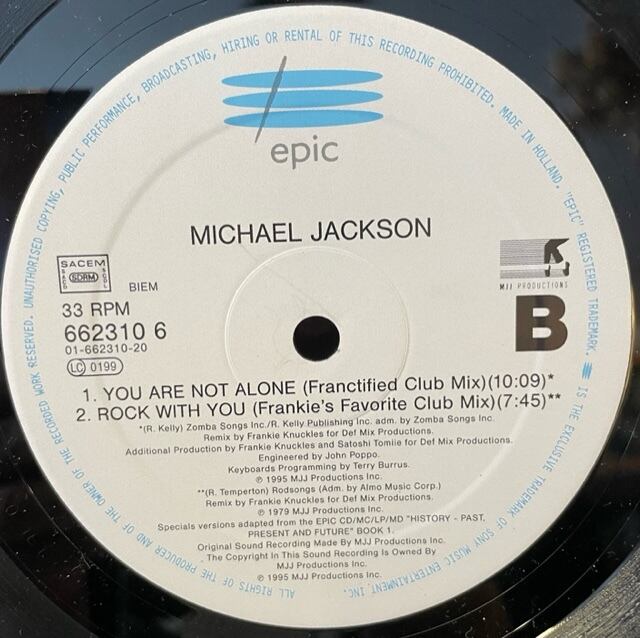 UNAUTHORISED COPYING, PUBLIC PERFORMANCE, BROADCASTING, HIRING OR RENTAL OF THIS RECORDING PROHIBITED. MADE IN HOLLAND. "EPIC" REGISTERED TRADEMARK. IS THE EXCLUSIVE TRADEMARK OF SONY MUSIC ENTERTAINMENT INC. ALL RIGHTS OF THE PRODUCER AND OF THE OWNER OF THE RECORDED WORK RESERVED.
epic
MICHAEL JACKSON
SACEM
SDRM
BIEM
MJJ PRODUCTIONS
B
33 RPM
662310 6
01-662310-20
LC 0199
1. YOU ARE NOT ALONE (Franctified Club Mix)(10:09)*
2. ROCK WITH YOU (Frankie's Favorite Club Mix)(7:45)**
*(R. Kelly) Zomba Songs Inc./R. Kelly Publishing Inc. adm. by Zomba Songs Inc.
Remix by Frankie Knuckles for Def Mix Productions.
Additional Production by Frankie Knuckles and Satoshi Tomiie for Def Mix Productions.
Engineered by John Poppo.
Keyboards Programming by Terry Burrus.
℗ 1995 MJJ Productions Inc.
**(R. Temperton) Rodsongs (Adm. by Almo Music Corp.)
Remix by Frankie Knuckles for Def Mix Productions.
℗ 1979 MJJ Productions Inc.
Specials versions adapted from the EPIC CD/MC/LP/MD "HISTORY - PAST,
PRESENT AND FUTURE" BOOK 1.
Original Sound Recording Made By MJJ Productions Inc.
The Copyright In This Sound Recording Is Owned By
MJJ Productions Inc.
℗ 1995 MJJ Productions Inc.